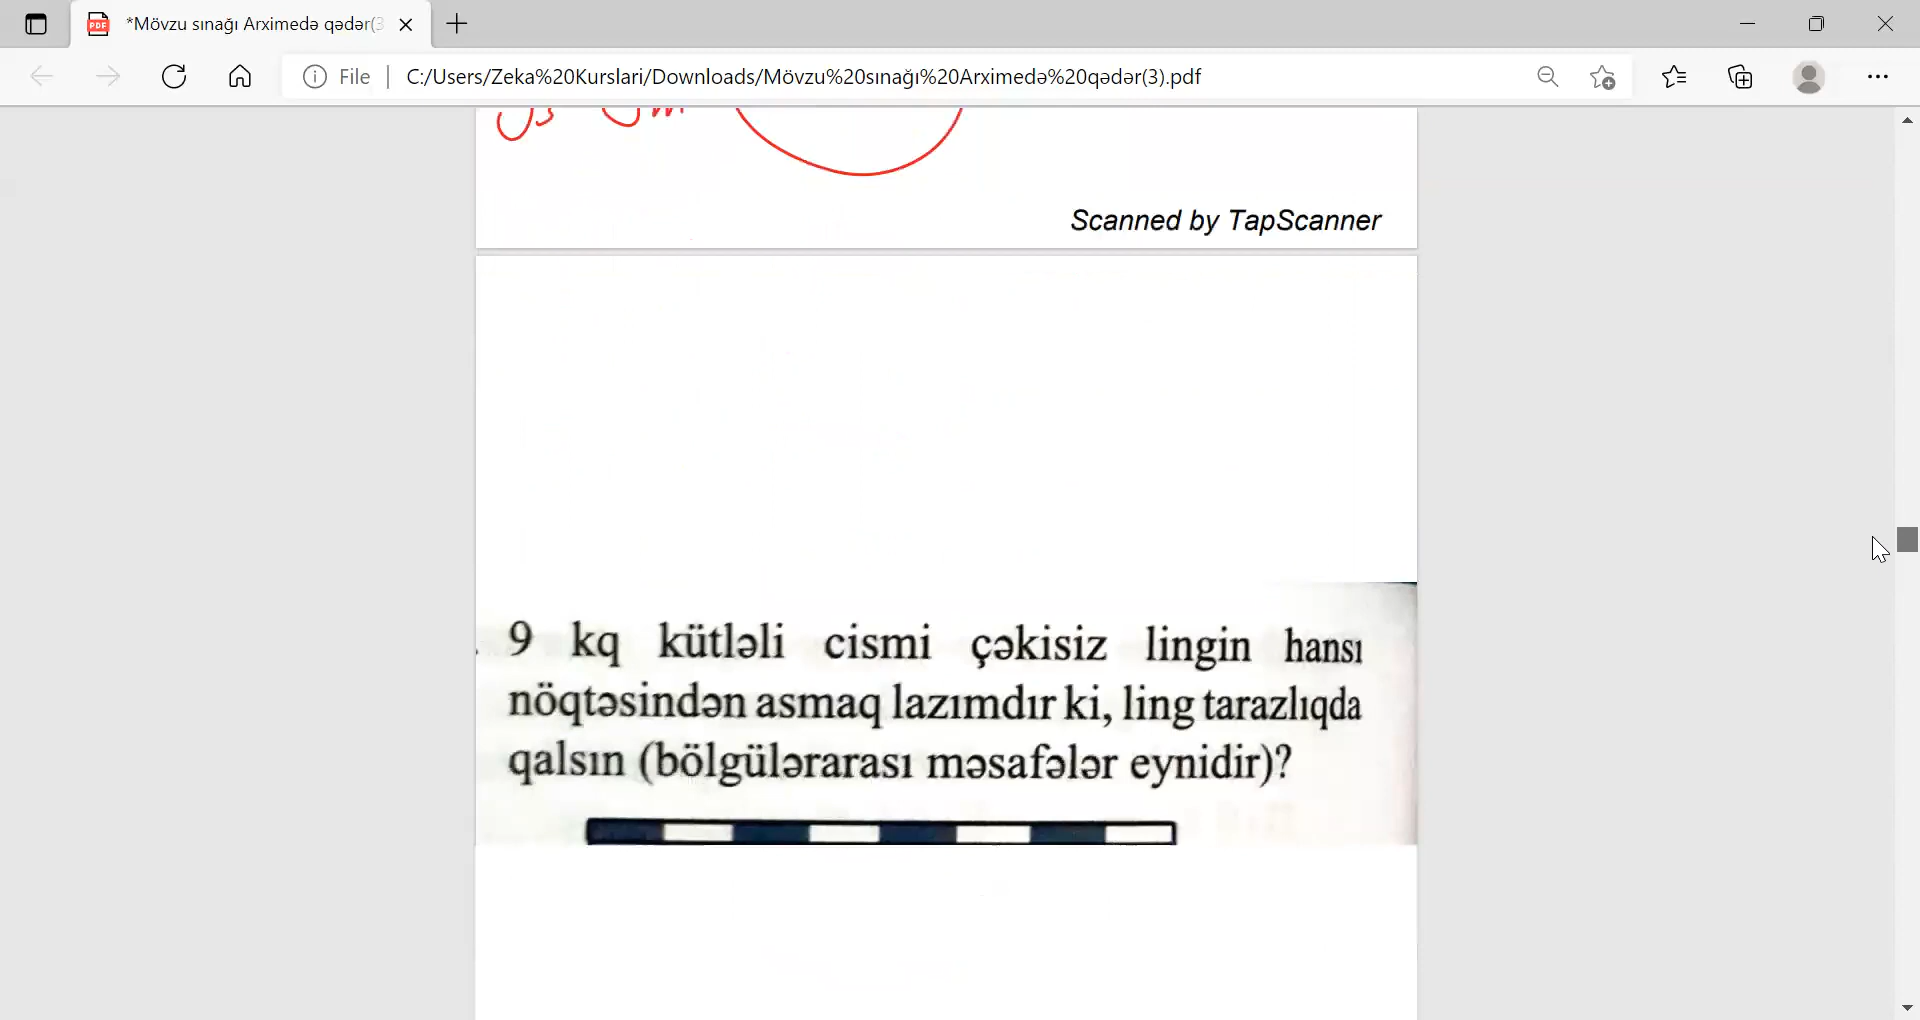 *Mövzu sınağı Arximedə qədər(3
File
C:/Users/Zeka%20Kurslari/Downloads/Mövzu%20sınağı%20Arximedə%20qədər(3).pdf
Scanned by TapScanner
9 kq kütləli cismi çəkisiz lingin hansı
nöqtəsindən asmaq lazımdır ki, ling tarazlıqda
qalsın (bölgülərarası məsafələr eynidir)?